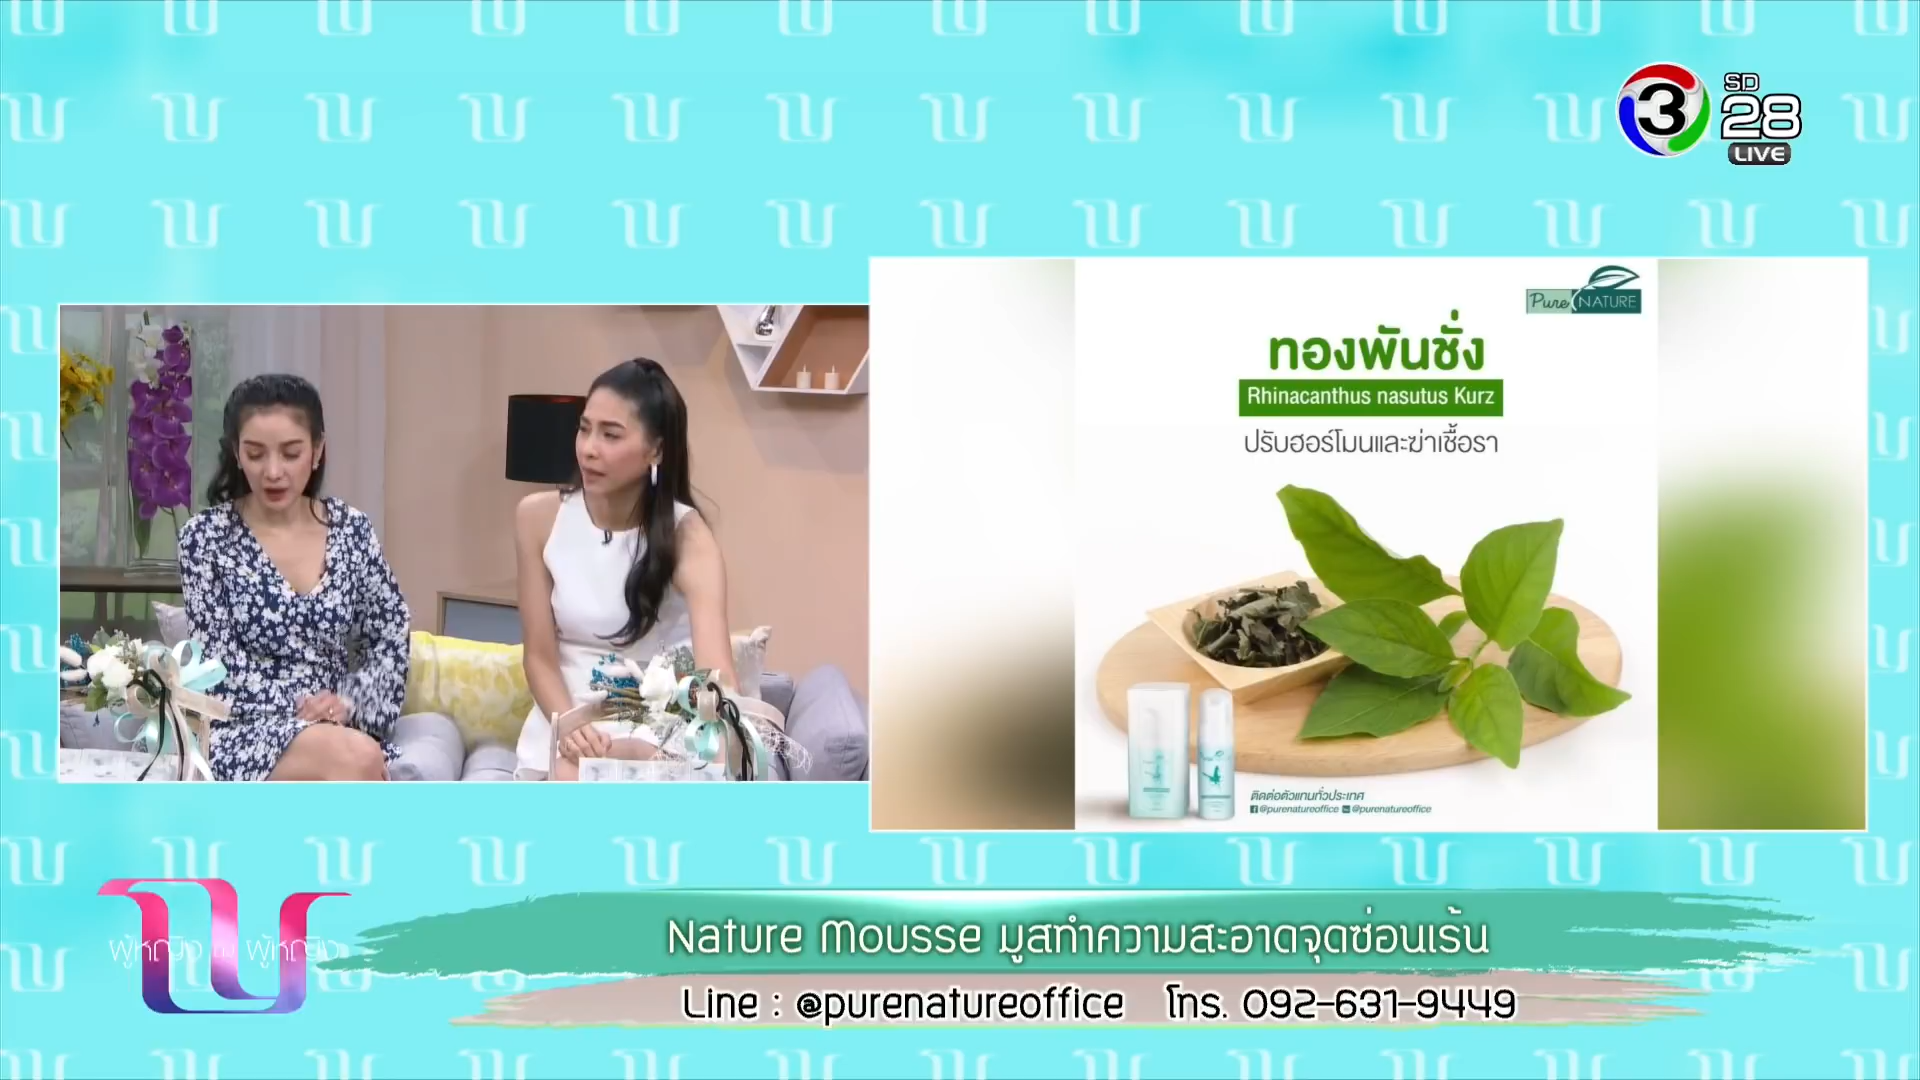 3
SD
28
LIVE
Pure NATURE
ทองพันชั่ง
Rhinacanthus nasutus Kurz
ปรับฮอร์โมนและฆ่าเชื้อรา
ติดต่อตัวแทนทั่วประเทศ
@purenatureoffice @purenatureoffice
ผู้หญิง ถึง ผู้หญิง
Nature Mousse มูสทำความสะอาดจุดซ่อนเร้น
Line : @purenatureoffice โทร. 092-631-9449